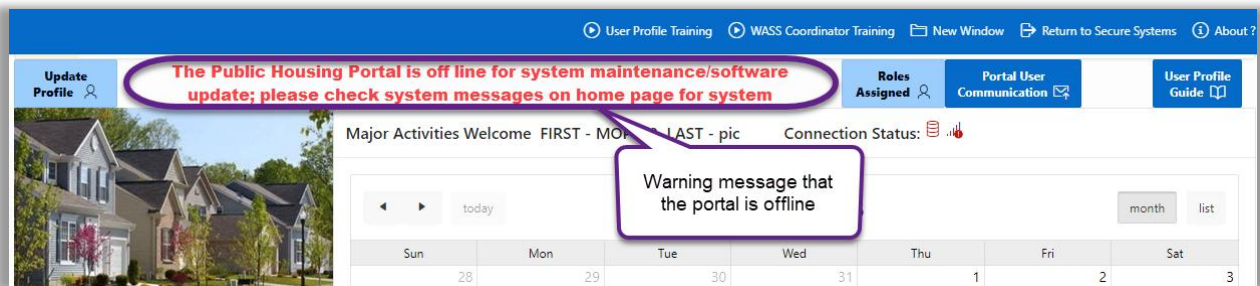 User Profile Training WASS Coordinator Training New Window Return to Secure Systems About ?
Update Profile
The Public Housing Portal is off line for system maintenance/software
update; please check system messages on home page for system
Roles Assigned
Portal User Communication
User Profile Guide
Major Activities Welcome FIRST - LAST - pic Connection Status:
Warning message that
the portal is offline
today
month list
Sun Mon Tue Wed Thu Fri Sat
28 29 30 31 1 2 3